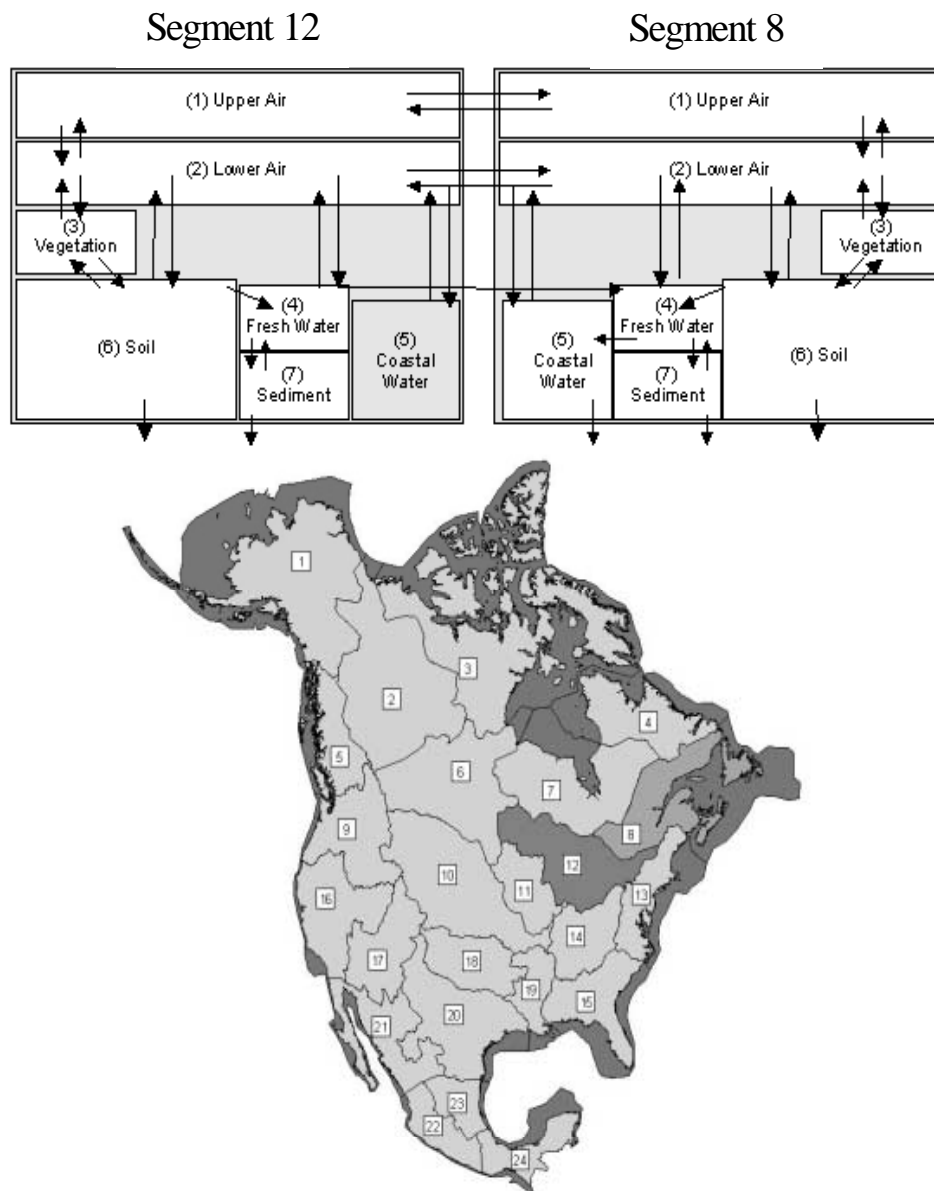 Segment 12
Segment 8
(1) Upper Air
(1) Upper Air
(2) Lower Air
(2) Lower Air
(3)
Vegetation
(3)
Vegetation
(4)
Fresh Water
(4)
Fresh Water
(6) Soil
(5)
Coastal
Water
(5)
Coastal
Water
(6) Soil
(7)
Sediment
(7)
Sediment
1
3
2
4
5
6
7
8
9
12
10
11
13
16
14
17
18
19
15
20
21
23
22
24